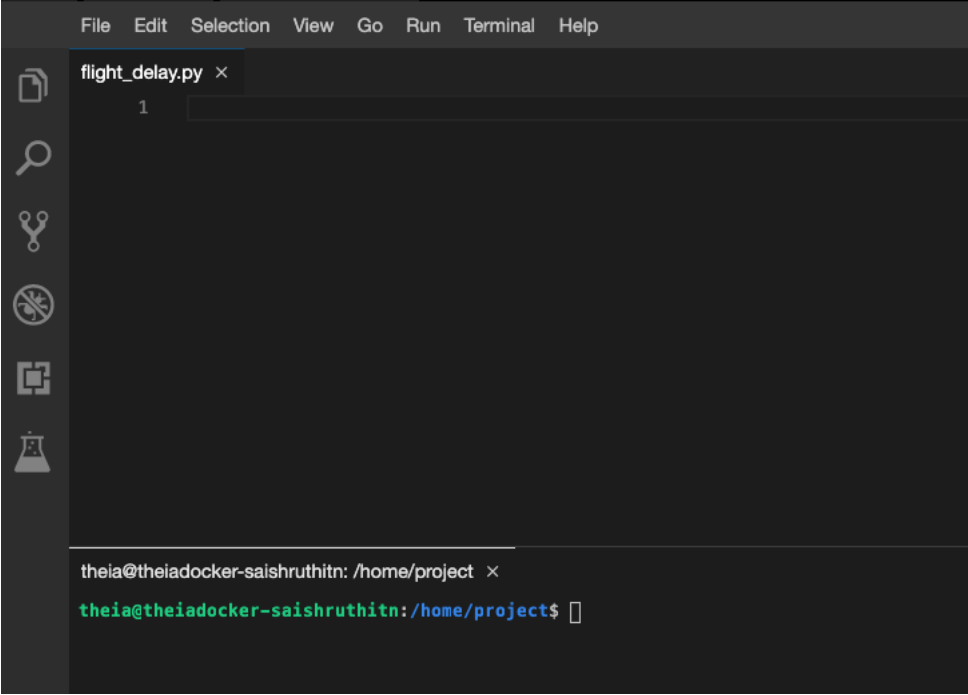 File Edit Selection View Go Run Terminal Help
flight_delay.py ×
1
theia@theiadocker-saishruthitn: /home/project ×
theia@theiadocker-saishruthitn:/home/project$